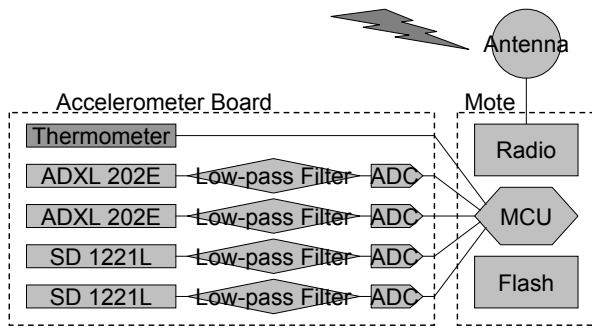 Antenna
Accelerometer Board
Mote
Thermometer
Radio
ADXL 202E Low-pass Filter ADC
ADXL 202E Low-pass Filter ADC
MCU
SD 1221L Low-pass Filter ADC
Flash
SD 1221L Low-pass Filter ADC